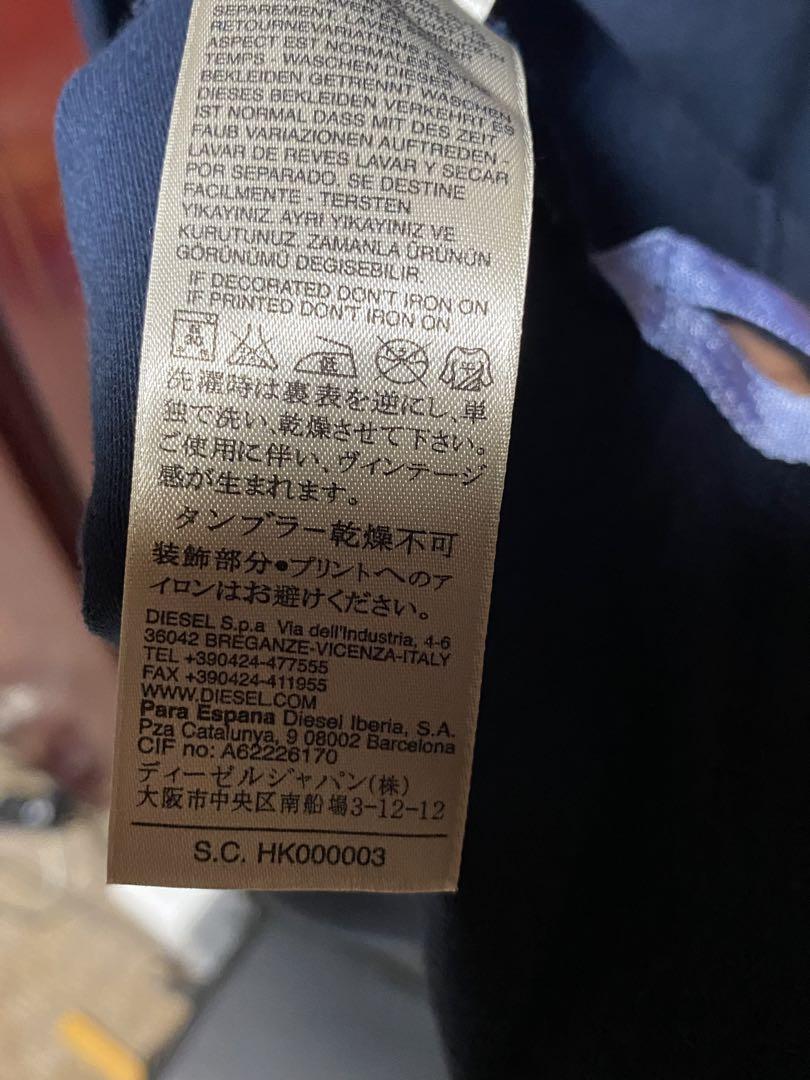 SEPAREMENT. LAVER
RETOURNEVARIATIONS
ASPECT EST NORMALES
TEMPS - WASCHEN DIESE
BEKLEIDEN GETRENNT WASCHEN
DIESES BEKLEIDEN VERKEHRT ES
IST NORMAL DASS MIT DES ZEIT
FAUB VARIAZIONEN AUFTREDEN -
LAVAR DE REVES LAVAR Y SECAR
POR SEPARADO. SE DESTINE
FACILMENTE - TERSTEN
YIKAYINIZ. AYRI YIKAYINIZ VE
KURUTUNUZ. ZAMANLA ÜRÜNÜN
GÖRÜNÜMÜ DEGISEBILIR.
IF DECORATED DON'T IRON ON
IF PRINTED DON'T IRON ON
洗濯時は裏表を逆にし、単
独で洗い、乾燥させて下さい。
ご使用に伴い、ヴィンテージ
感が生まれます。
タンブラー乾燥不可
装飾部分●プリントへのア
イロンはお避けください。
DIESEL S.p.a Via dell'Industria, 4-6
36042 BREGANZE-VICENZA-ITALY
TEL +390424-477555
FAX +390424-411955
WWW.DIESEL.COM
Para Espana Diesel Iberia, S.A.
Pza Catalunya, 9 08002 Barcelona
CIF no: A62226170
ディーゼルジャパン(株)
大阪市中央区南船場3-12-12
S.C. HK000003